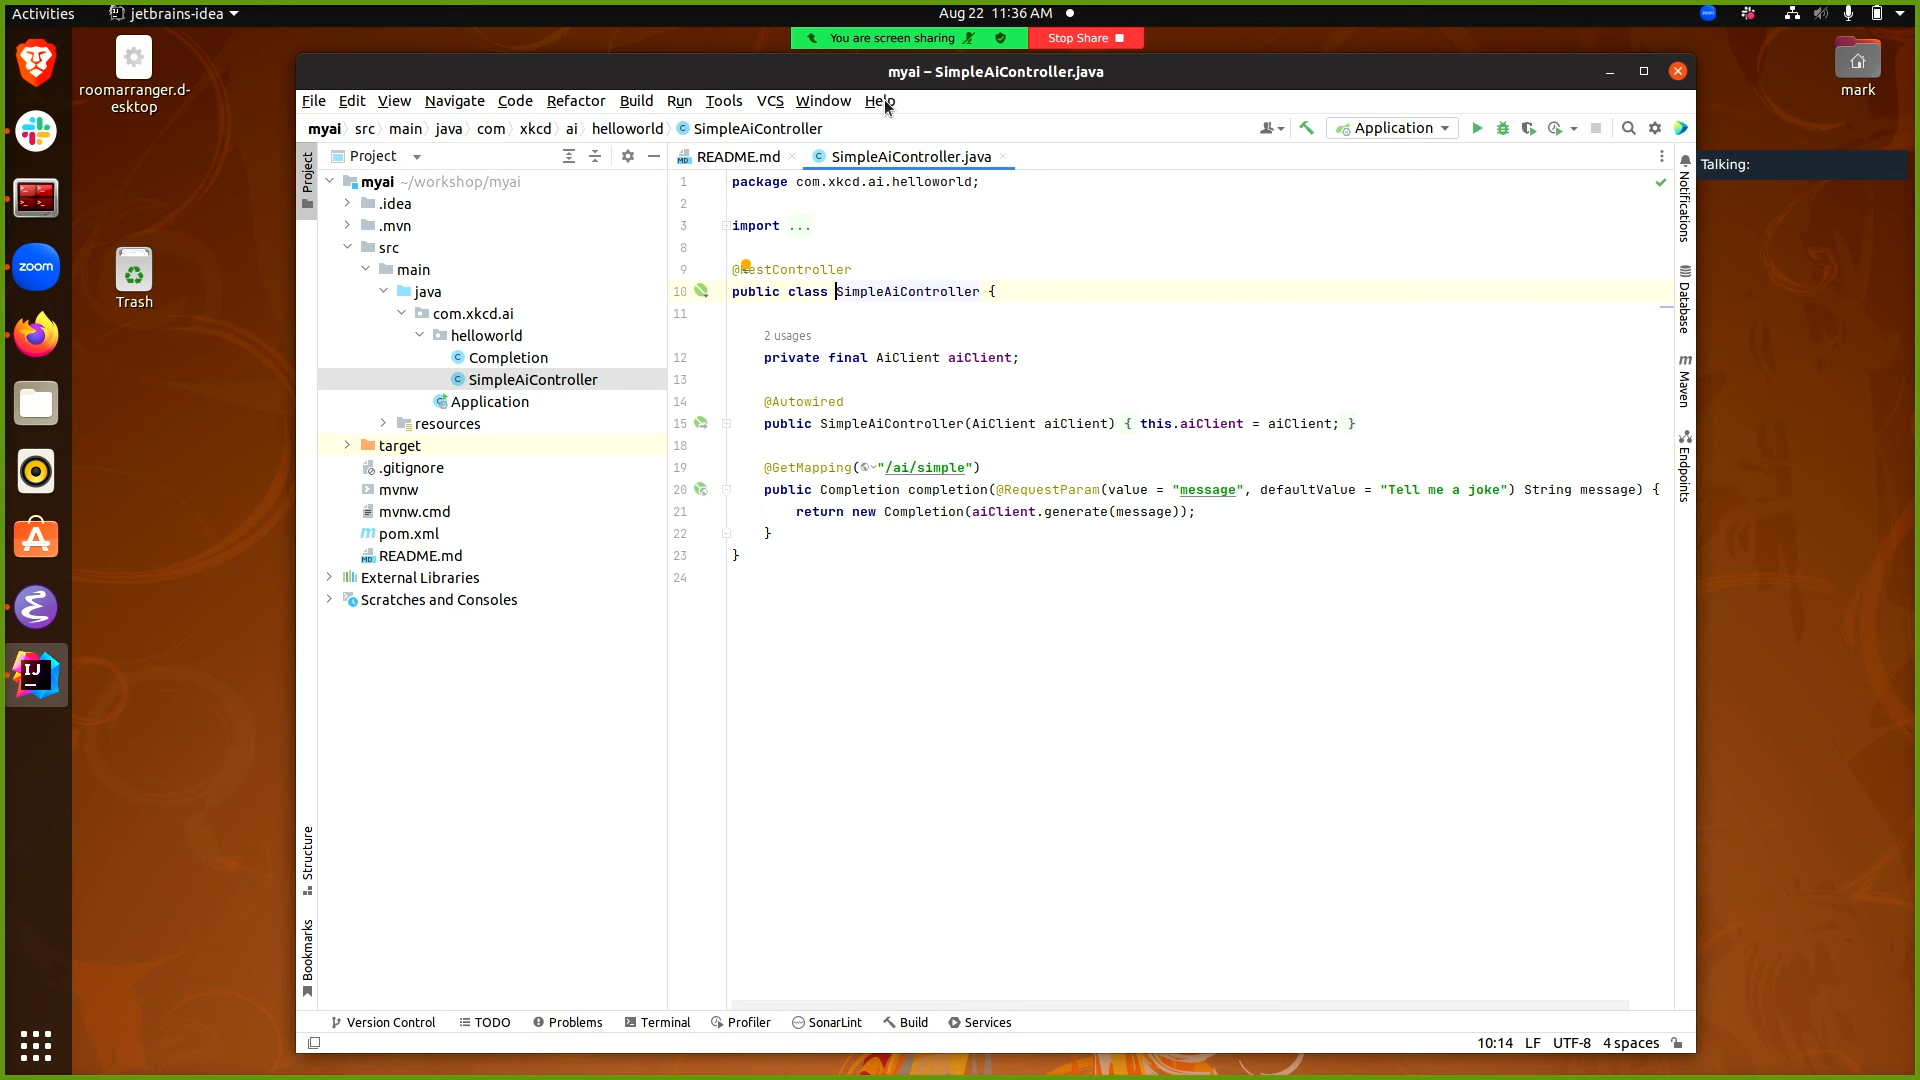 Activities
jetbrains-idea
Aug 22 11:36 AM
zoom
You are screen sharing
Stop Share
roomarranger.d-
esktop
mark
Trash
zoom
IJ
myai – SimpleAiController.java
File Edit View Navigate Code Refactor Build Run Tools VCS Window Help
myai src main java com xkcd ai helloworld C SimpleAiController
Application
Talking:
Project
Project
README.md
SimpleAiController.java
myai ~/workshop/myai
.idea
.mvn
src
main
java
com.xkcd.ai
helloworld
Completion
SimpleAiController
Application
resources
target
.gitignore
mvnw
mvnw.cmd
pom.xml
README.md
External Libraries
Scratches and Consoles
1 package com.xkcd.ai.helloworld;
2
3 import ...
8
9 @RestController
10 public class SimpleAiController {
11
2 usages
12 private final AiClient aiClient;
13
14 @Autowired
15 public SimpleAiController(AiClient aiClient) { this.aiClient = aiClient; }
18
19 @GetMapping("/ai/simple")
20 public Completion completion(@RequestParam(value = "message", defaultValue = "Tell me a joke") String message) {
21 return new Completion(aiClient.generate(message));
22 }
23 }
24
Notifications
Database
Maven
Endpoints
Structure
Bookmarks
Version Control TODO Problems Terminal Profiler SonarLint Build Services
10:14 LF UTF-8 4 spaces